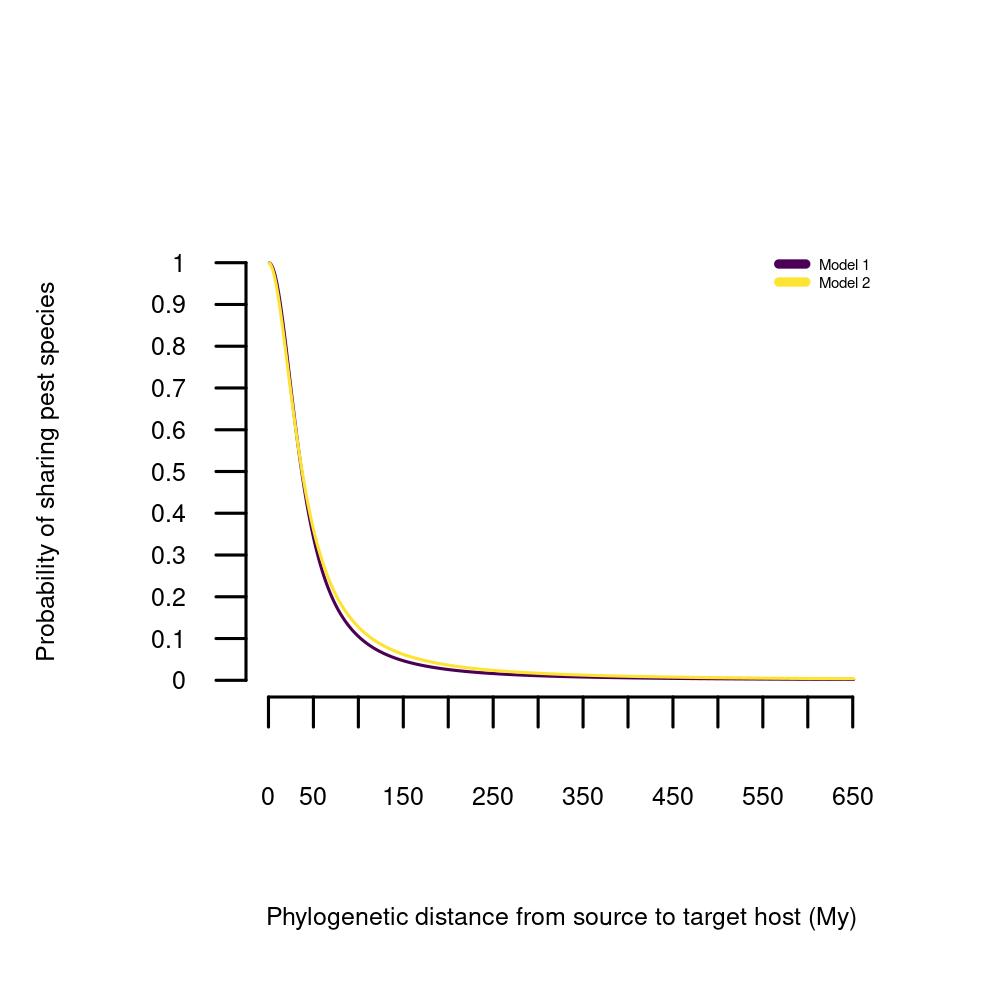 Model 1
Model 2
Probability of sharing pest species
1
0.9
0.8
0.7
0.6
0.5
0.4
0.3
0.2
0.1
0
0 50 150 250 350 450 550 650
Phylogenetic distance from source to target host (My)